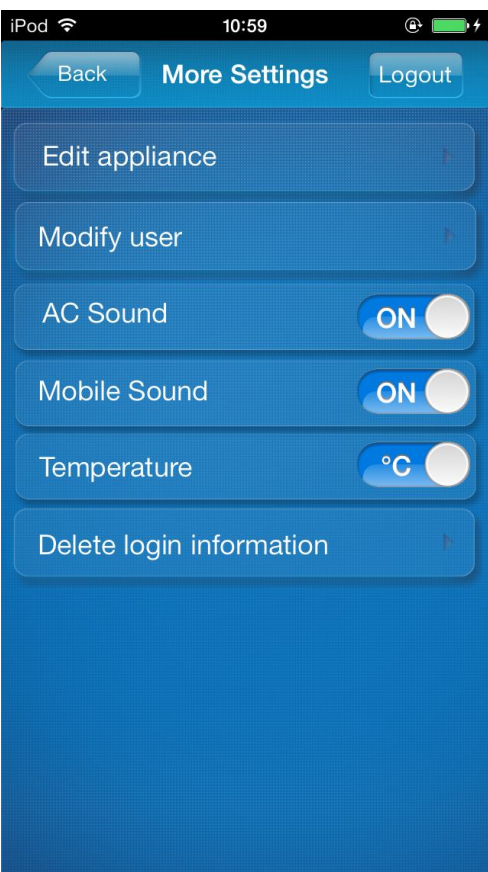 iPod 10:59
Back More Settings Logout
Edit appliance
Modify user
AC Sound ON
Mobile Sound ON
Temperature °C
Delete login information